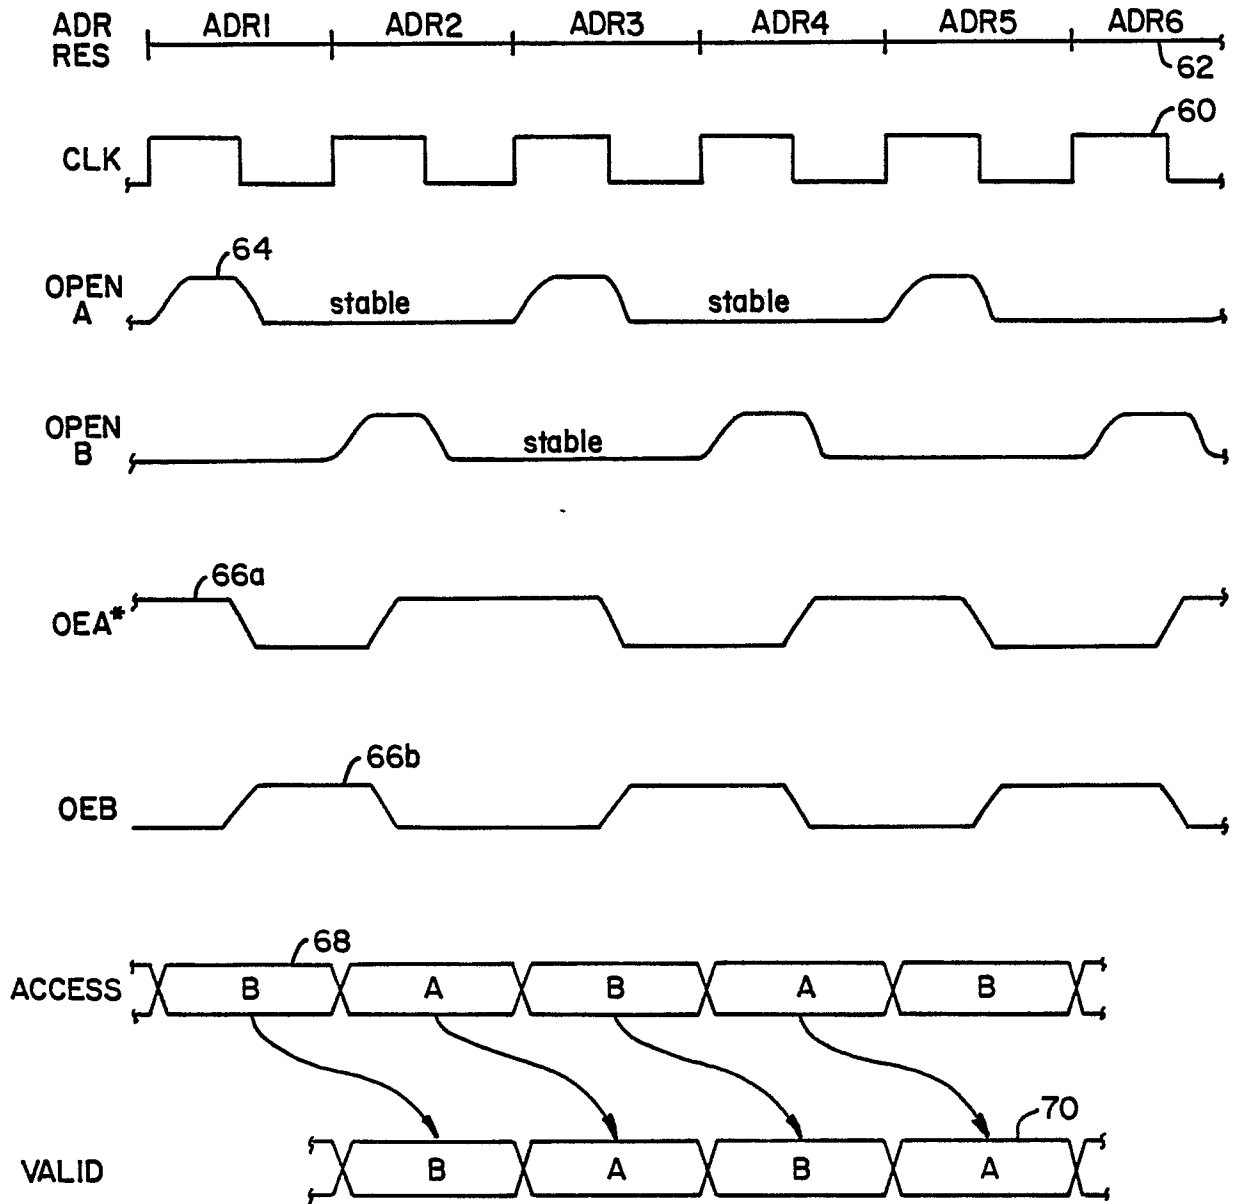 ADR RES
ADR1 ADR2 ADR3 ADR4 ADR5 ADR6
62
CLK
60
OPEN A
64
stable stable
OPEN B
stable
OEA*
66a
OEB
66b
ACCESS
68
B A B A B
VALID
70
B A B A